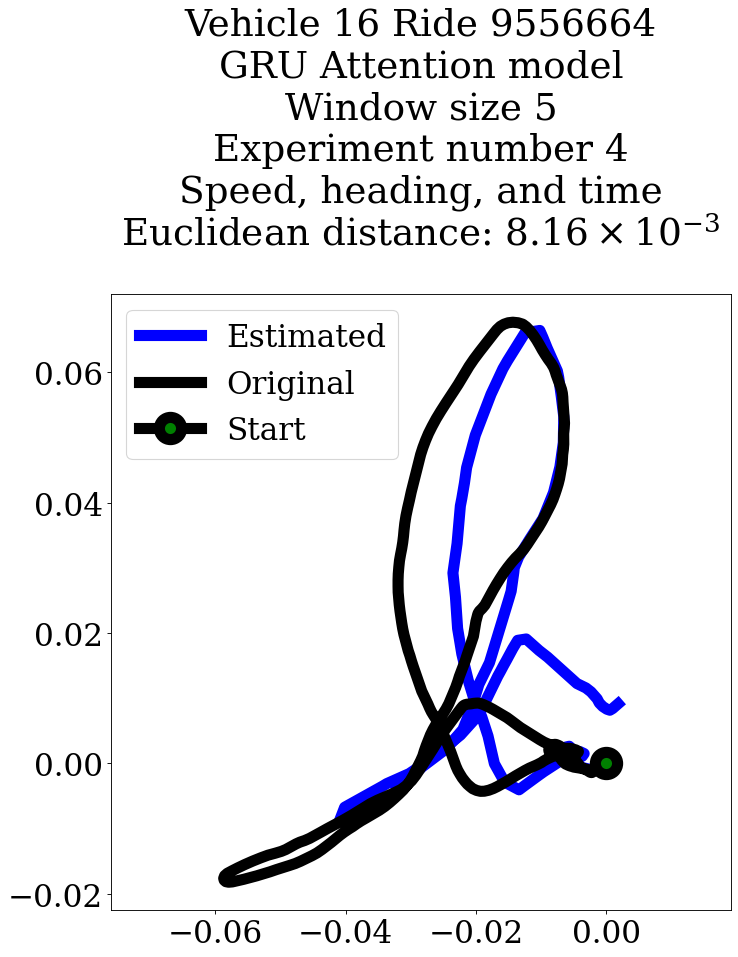 Vehicle 16 Ride 9556664
GRU Attention model
Window size 5
Experiment number 4
Speed, heading, and time
Euclidean distance: 8.16 × 10⁻³
Estimated
Original
Start
0.06
0.04
0.02
0.00
−0.02
−0.06
−0.04
−0.02
0.00